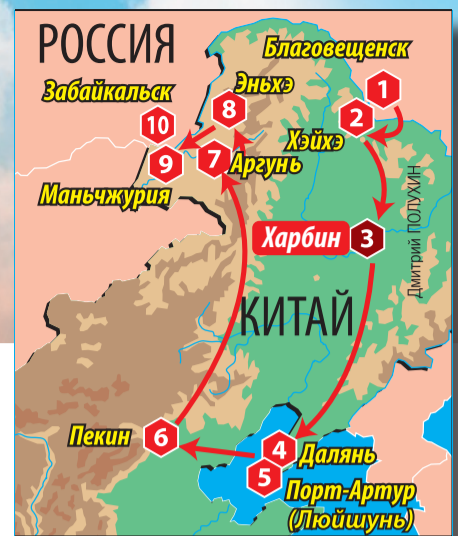 РОССИЯ
Благовещенск
1
Забайкальск
Эньхэ
8
2
10
Хэйхэ
7
Аргунь
9
Маньчжурия
Дмитрий ПОЛУХИН
Харбин
3
КИТАЙ
Пекин
6
4
Далянь
5
Порт-Артур
(Люйшунь)